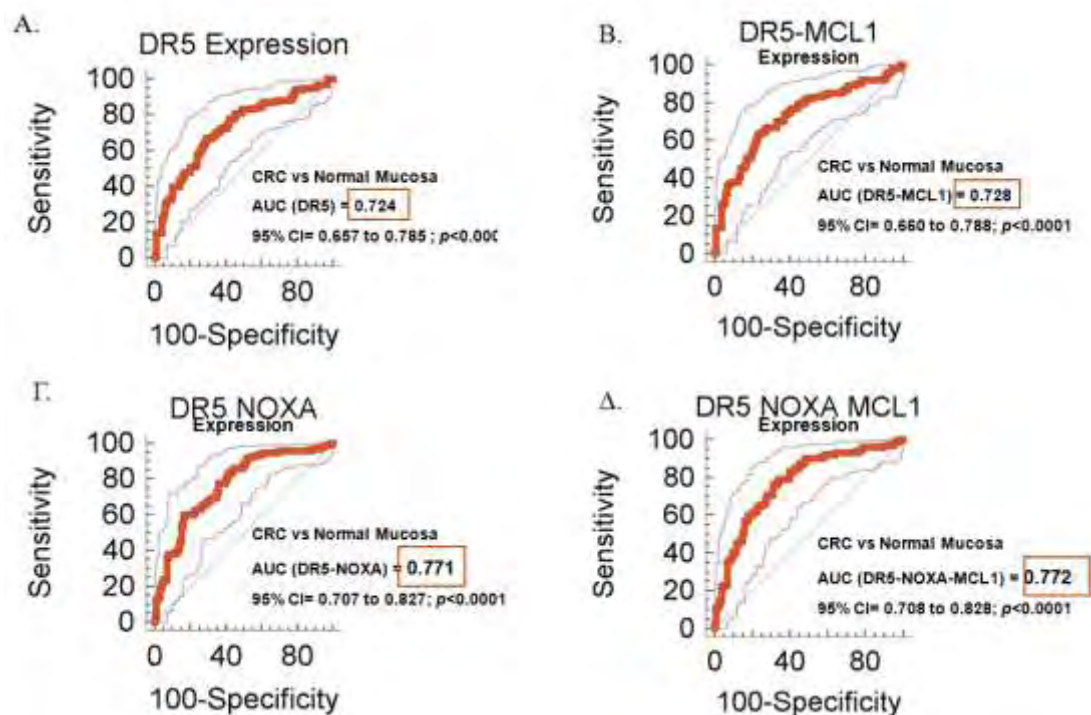 Α.
DR5 Expression
100
80
60
40
20
0
Sensitivity
CRC vs Normal Mucosa
AUC (DR5) = 0.724
95% CI= 0.657 to 0.785 ; p<0.00
0 40 80
100-Specificity
Β.
DR5-MCL1
Expression
100
80
60
40
20
0
Sensitivity
CRC vs Normal Mucosa
AUC (DR5-MCL1) = 0.728
95% CI= 0.660 to 0.788; p<0.0001
0 40 80
100-Specificity
Γ.
DR5 NOXA
Expression
100
80
60
40
20
0
Sensitivity
CRC vs Normal Mucosa
AUC (DR5-NOXA) = 0.771
95% CI= 0.707 to 0.827; p<0.0001
0 40 80
100-Specificity
Δ.
DR5 NOXA MCL1
Expression
100
80
60
40
20
0
Sensitivity
CRC vs Normal Mucosa
AUC (DR5-NOXA-MCL1) = 0.772
95% CI= 0.708 to 0.828; p<0.0001
0 40 80
100-Specificity